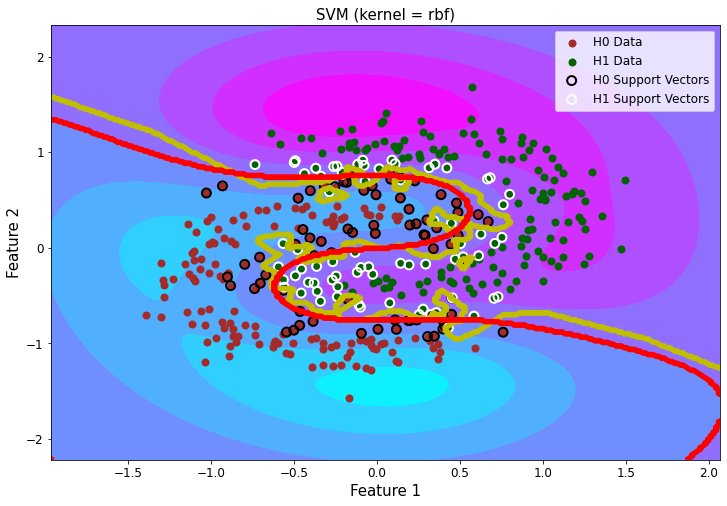 SVM (kernel = rbf)
H0 Data
H1 Data
H0 Support Vectors
H1 Support Vectors
Feature 2
2
1
0
−1
−2
−1.5 −1.0 −0.5 0.0 0.5 1.0 1.5 2.0
Feature 1